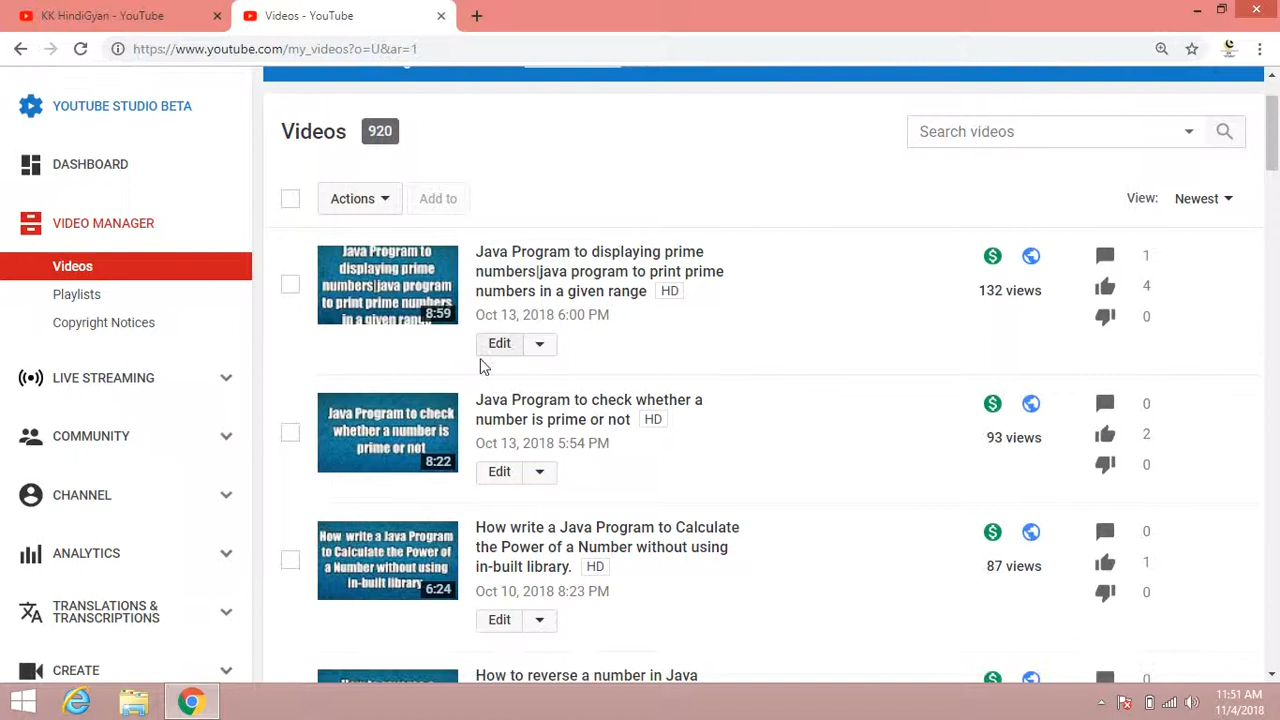 KK HindiGyan - YouTube
Videos - YouTube
https://www.youtube.com/my_videos?o=U&ar=1
YOUTUBE STUDIO BETA
DASHBOARD
VIDEO MANAGER
Videos
Playlists
Copyright Notices
LIVE STREAMING
COMMUNITY
CHANNEL
ANALYTICS
TRANSLATIONS &
TRANSCRIPTIONS
CREATE
Videos 920
Search videos
Actions
Add to
View: Newest
Java Program to
displaying prime
numbers|java program
to print prime numbers
in a given range
8:59
Java Program to displaying prime
numbers|java program to print prime
numbers in a given range HD
Oct 13, 2018 6:00 PM
Edit
132 views
1
4
0
Java Program to check
whether a number is
prime or not
8:22
Java Program to check whether a
number is prime or not HD
Oct 13, 2018 5:54 PM
Edit
93 views
0
2
0
How write a Java Program
to Calculate the Power of
a Number without using
in-built library.
6:24
How write a Java Program to Calculate
the Power of a Number without using
in-built library. HD
Oct 10, 2018 8:23 PM
Edit
87 views
0
1
0
How to reverse a number in Java
11:51 AM
11/4/2018